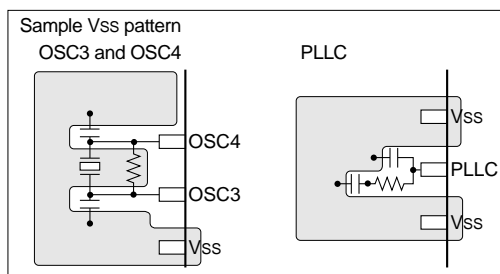 Sample Vss pattern
OSC3 and OSC4
PLLC
OSC4
OSC3
Vss
Vss
PLLC
Vss